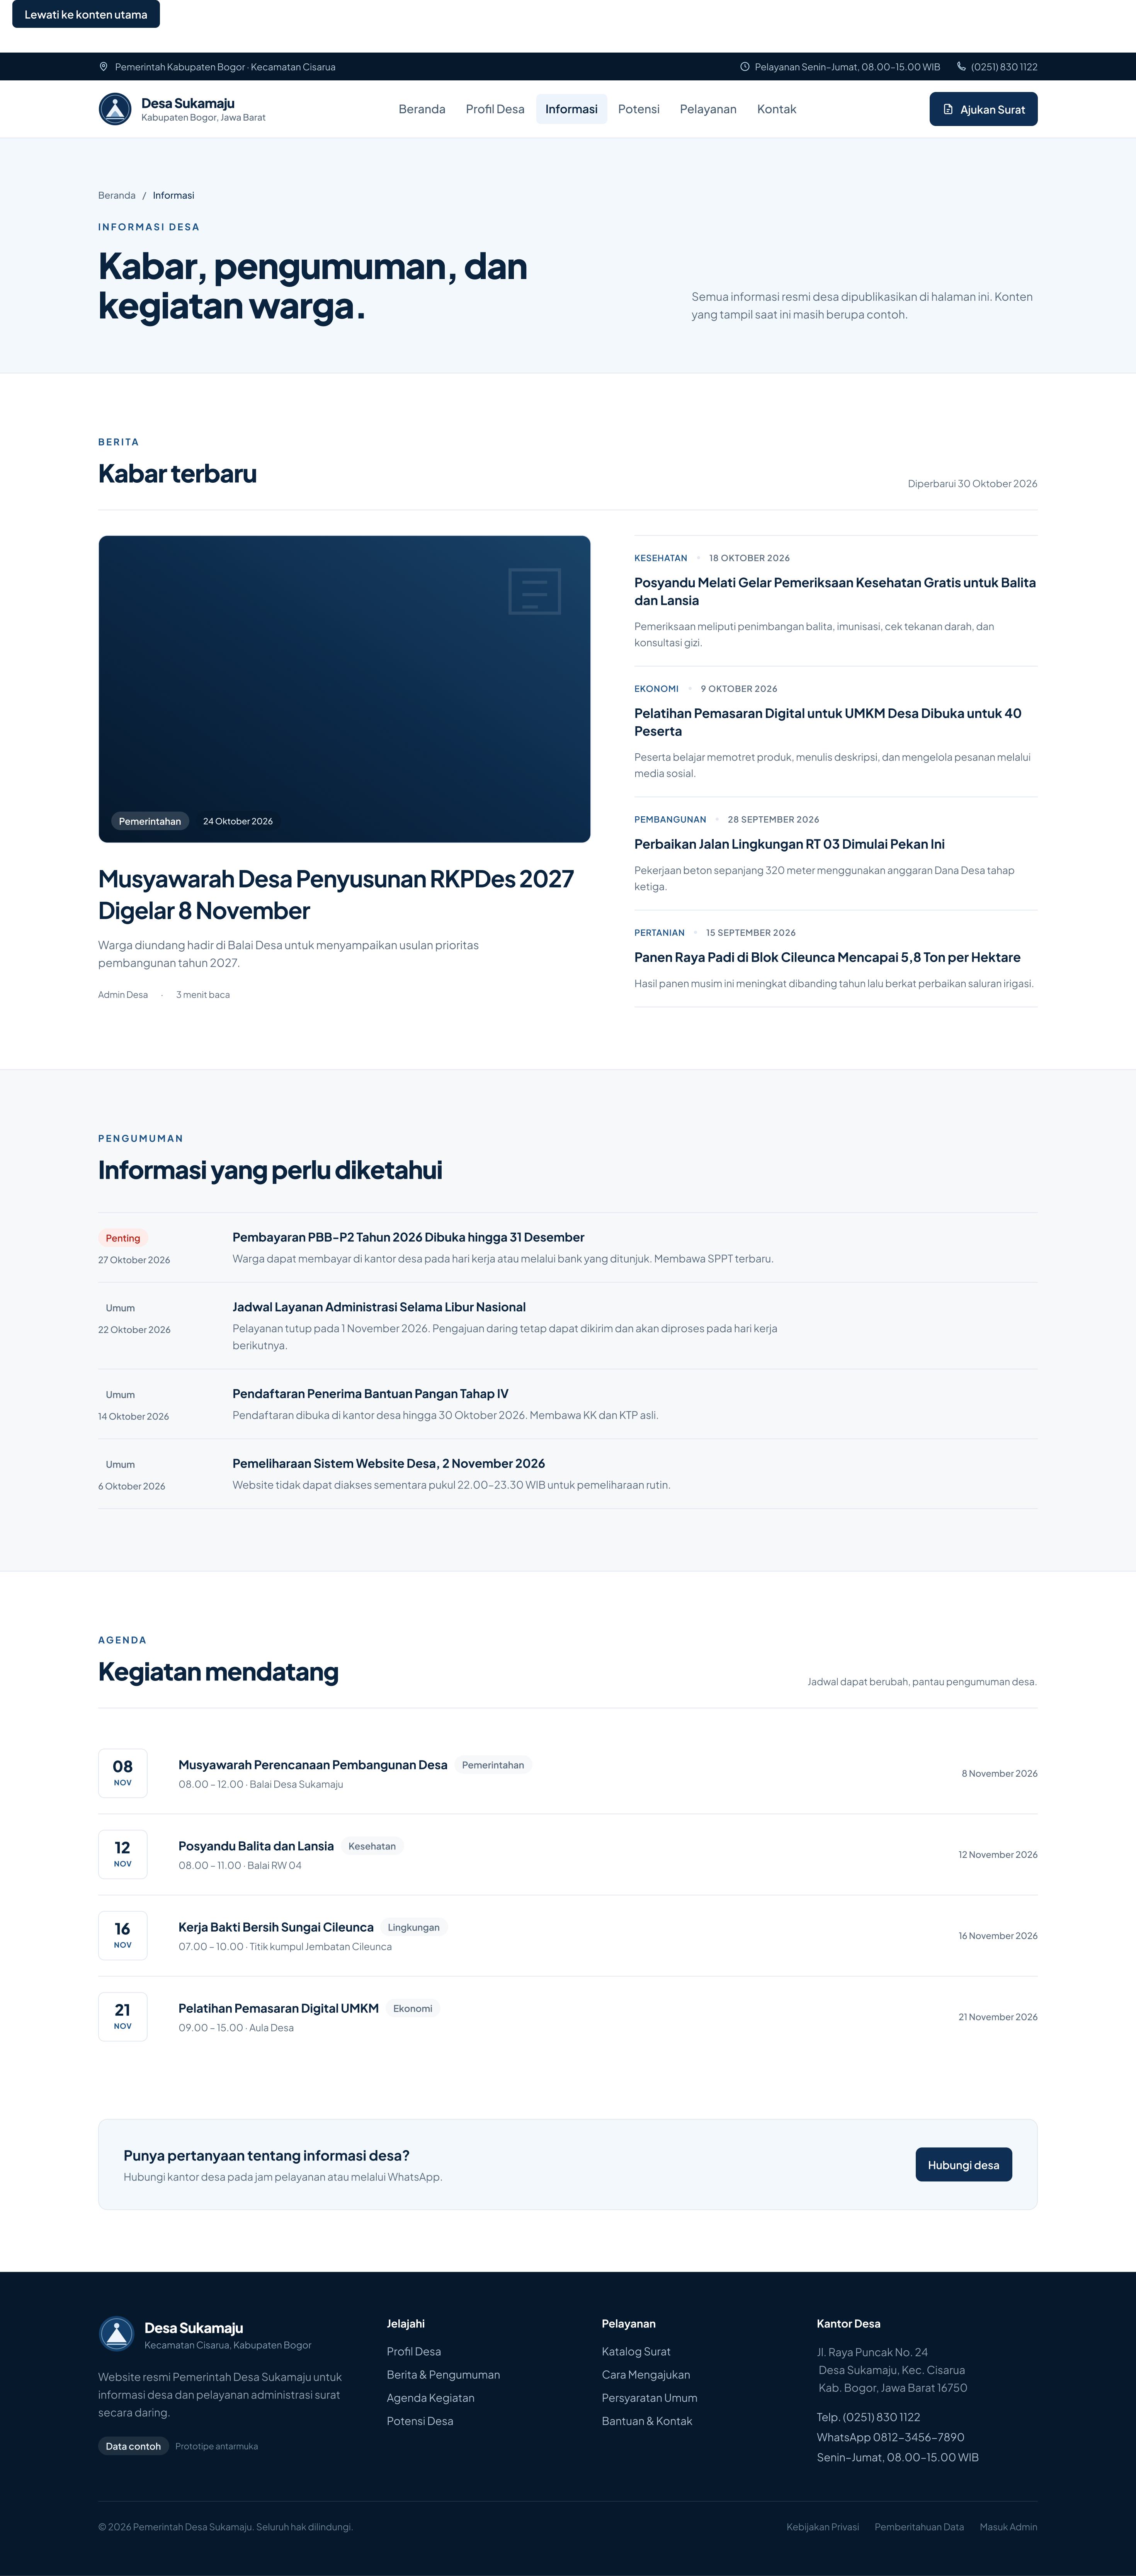 Lewati ke konten utama
Pemerintah Kabupaten Bogor · Kecamatan Cisarua
Pelayanan Senin–Jumat, 08.00–15.00 WIB
(0251) 830 1122
Desa Sukamaju
Kabupaten Bogor, Jawa Barat
Beranda
Profil Desa
Informasi
Potensi
Pelayanan
Kontak
Ajukan Surat
Beranda / Informasi
INFORMASI DESA
Kabar, pengumuman, dan
kegiatan warga.
Semua informasi resmi desa dipublikasikan di halaman ini. Konten
yang tampil saat ini masih berupa contoh.
BERITA
Kabar terbaru
Diperbarui 30 Oktober 2026
Pemerintahan
24 Oktober 2026
Musyawarah Desa Penyusunan RKPDes 2027
Digelar 8 November
Warga diundang hadir di Balai Desa untuk menyampaikan usulan prioritas
pembangunan tahun 2027.
Admin Desa · 3 menit baca
KESEHATAN • 18 OKTOBER 2026
Posyandu Melati Gelar Pemeriksaan Kesehatan Gratis untuk Balita
dan Lansia
Pemeriksaan meliputi penimbangan balita, imunisasi, cek tekanan darah, dan
konsultasi gizi.
EKONOMI • 9 OKTOBER 2026
Pelatihan Pemasaran Digital untuk UMKM Desa Dibuka untuk 40
Peserta
Peserta belajar memotret produk, menulis deskripsi, dan mengelola pesanan melalui
media sosial.
PEMBANGUNAN • 28 SEPTEMBER 2026
Perbaikan Jalan Lingkungan RT 03 Dimulai Pekan Ini
Pekerjaan beton sepanjang 320 meter menggunakan anggaran Dana Desa tahap
ketiga.
PERTANIAN • 15 SEPTEMBER 2026
Panen Raya Padi di Blok Cileunca Mencapai 5,8 Ton per Hektare
Hasil panen musim ini meningkat dibanding tahun lalu berkat perbaikan saluran irigasi.
PENGUMUMAN
Informasi yang perlu diketahui
Penting
27 Oktober 2026
Pembayaran PBB-P2 Tahun 2026 Dibuka hingga 31 Desember
Warga dapat membayar di kantor desa pada hari kerja atau melalui bank yang ditunjuk. Membawa SPPT terbaru.
Umum
22 Oktober 2026
Jadwal Layanan Administrasi Selama Libur Nasional
Pelayanan tutup pada 1 November 2026. Pengajuan daring tetap dapat dikirim dan akan diproses pada hari kerja
berikutnya.
Umum
14 Oktober 2026
Pendaftaran Penerima Bantuan Pangan Tahap IV
Pendaftaran dibuka di kantor desa hingga 30 Oktober 2026. Membawa KK dan KTP asli.
Umum
6 Oktober 2026
Pemeliharaan Sistem Website Desa, 2 November 2026
Website tidak dapat diakses sementara pukul 22.00–23.30 WIB untuk pemeliharaan rutin.
AGENDA
Kegiatan mendatang
Jadwal dapat berubah, pantau pengumuman desa.
08
NOV
Musyawarah Perencanaan Pembangunan Desa
Pemerintahan
08.00 – 12.00 · Balai Desa Sukamaju
8 November 2026
12
NOV
Posyandu Balita dan Lansia
Kesehatan
08.00 – 11.00 · Balai RW 04
12 November 2026
16
NOV
Kerja Bakti Bersih Sungai Cileunca
Lingkungan
07.00 – 10.00 · Titik kumpul Jembatan Cileunca
16 November 2026
21
NOV
Pelatihan Pemasaran Digital UMKM
Ekonomi
09.00 – 15.00 · Aula Desa
21 November 2026
Punya pertanyaan tentang informasi desa?
Hubungi kantor desa pada jam pelayanan atau melalui WhatsApp.
Hubungi desa
Desa Sukamaju
Kecamatan Cisarua, Kabupaten Bogor
Website resmi Pemerintah Desa Sukamaju untuk
informasi desa dan pelayanan administrasi surat
secara daring.
Data contoh
Prototipe antarmuka
Jelajahi
Profil Desa
Berita & Pengumuman
Agenda Kegiatan
Potensi Desa
Pelayanan
Katalog Surat
Cara Mengajukan
Persyaratan Umum
Bantuan & Kontak
Kantor Desa
Jl. Raya Puncak No. 24
Desa Sukamaju, Kec. Cisarua
Kab. Bogor, Jawa Barat 16750
Telp. (0251) 830 1122
WhatsApp 0812-3456-7890
Senin–Jumat, 08.00–15.00 WIB
© 2026 Pemerintah Desa Sukamaju. Seluruh hak dilindungi.
Kebijakan Privasi
Pemberitahuan Data
Masuk Admin